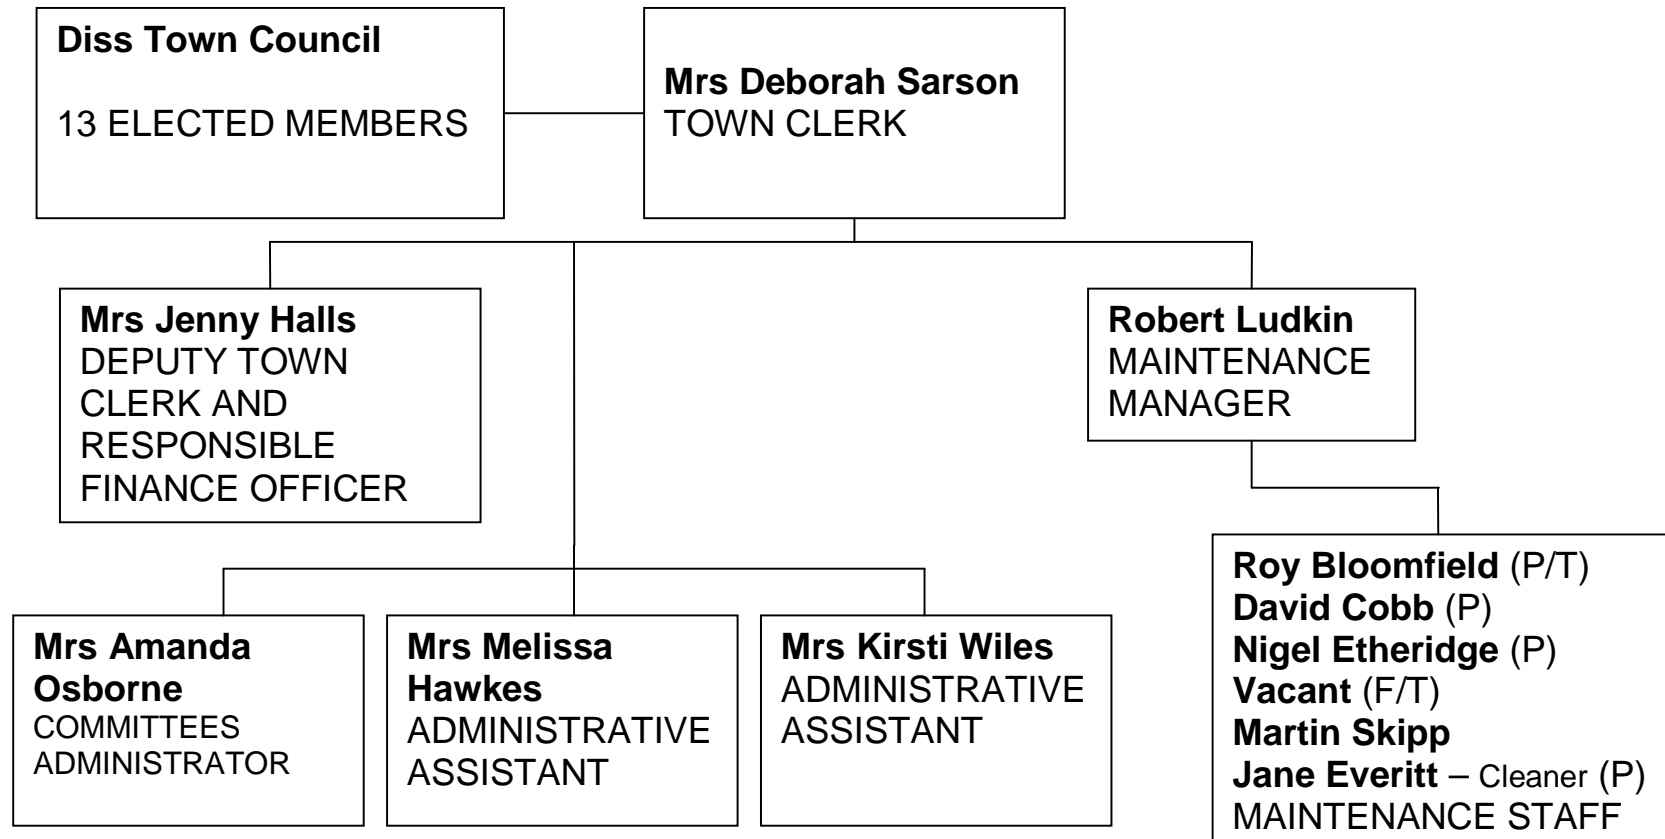 Diss Town Council
13 ELECTED MEMBERS
Mrs Deborah Sarson
TOWN CLERK
Mrs Jenny Halls
DEPUTY TOWN
CLERK AND
RESPONSIBLE
FINANCE OFFICER
Robert Ludkin
MAINTENANCE
MANAGER
Mrs Amanda
Osborne
COMMITTEES
ADMINISTRATOR
Mrs Melissa
Hawkes
ADMINISTRATIVE
ASSISTANT
Mrs Kirsti Wiles
ADMINISTRATIVE
ASSISTANT
Roy Bloomfield (P/T)
David Cobb (P)
Nigel Etheridge (P)
Vacant (F/T)
Martin Skipp
Jane Everitt – Cleaner (P)
MAINTENANCE STAFF